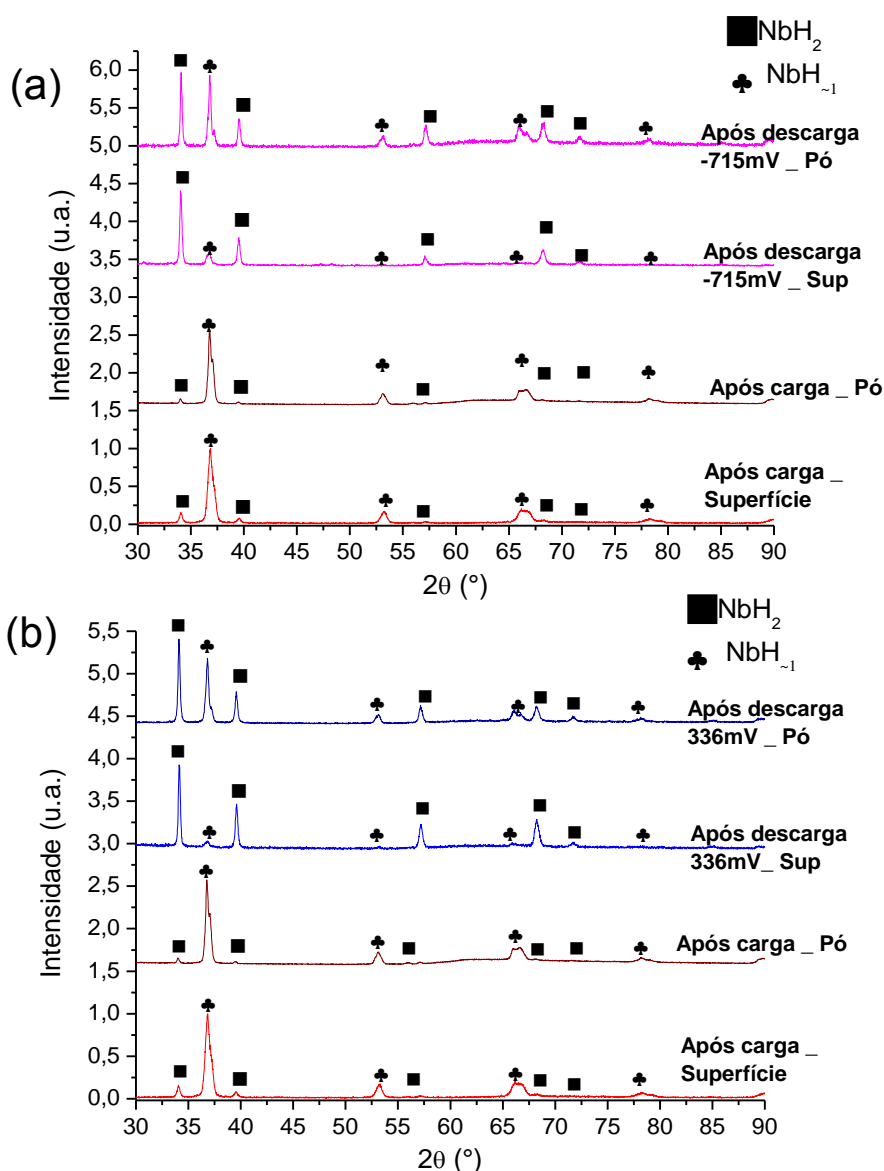 (a)
■NbH2
♣ NbH~1
Intensidade (u.a.)
6,0
5,5
5,0
4,5
4,0
3,5
3,0
2,5
2,0
1,5
1,0
0,5
0,0
Após descarga
-715mV _ Pó
Após descarga
-715mV _ Sup
Após carga _ Pó
Após carga _
Superfície
30 35 40 45 50 55 60 65 70 75 80 85 90
2θ (°)
(b)
■NbH2
♣ NbH~1
Intensidade (u.a.)
5,5
5,0
4,5
4,0
3,5
3,0
2,5
2,0
1,5
1,0
0,5
0,0
Após descarga
336mV _ Pó
Após descarga
336mV_ Sup
Após carga _ Pó
Após carga _
Superfície
30 35 40 45 50 55 60 65 70 75 80 85 90
2θ (°)